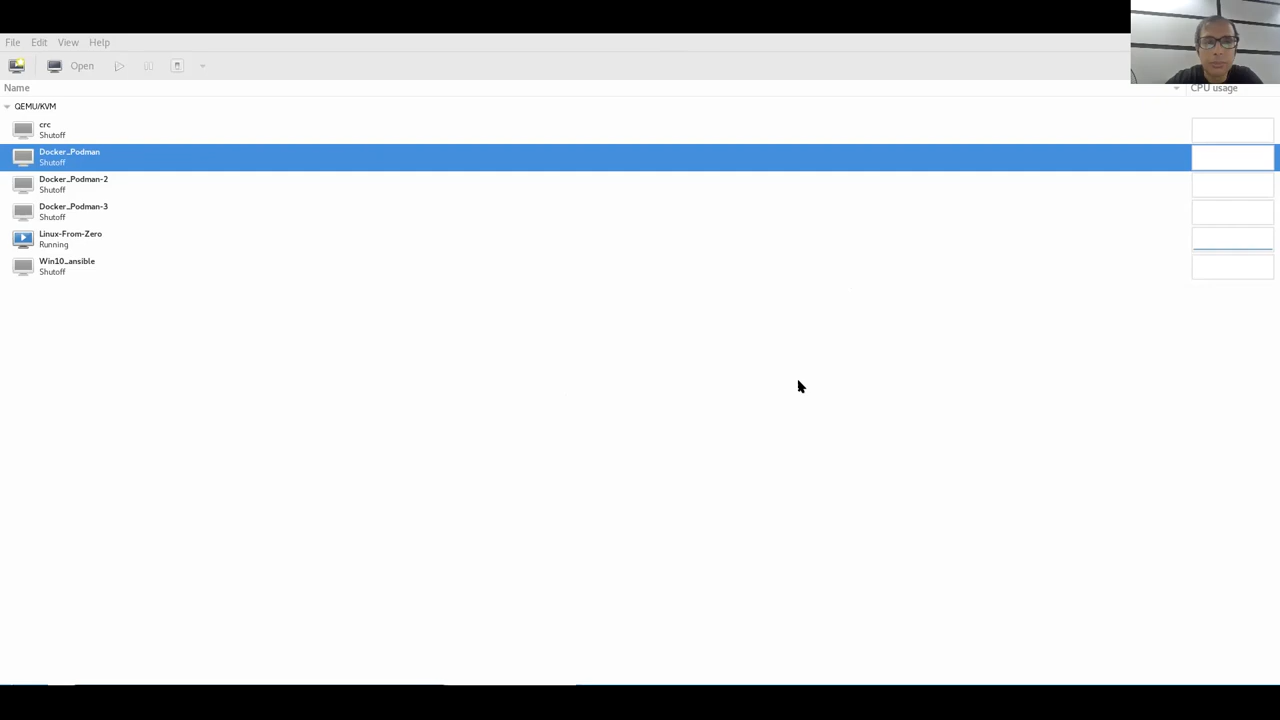 File Edit View Help
Open
Name CPU usage
QEMU/KVM
crc
Shutoff
Docker_Podman
Shutoff
Docker_Podman-2
Shutoff
Docker_Podman-3
Shutoff
Linux-From-Zero
Running
Win10_ansible
Shutoff